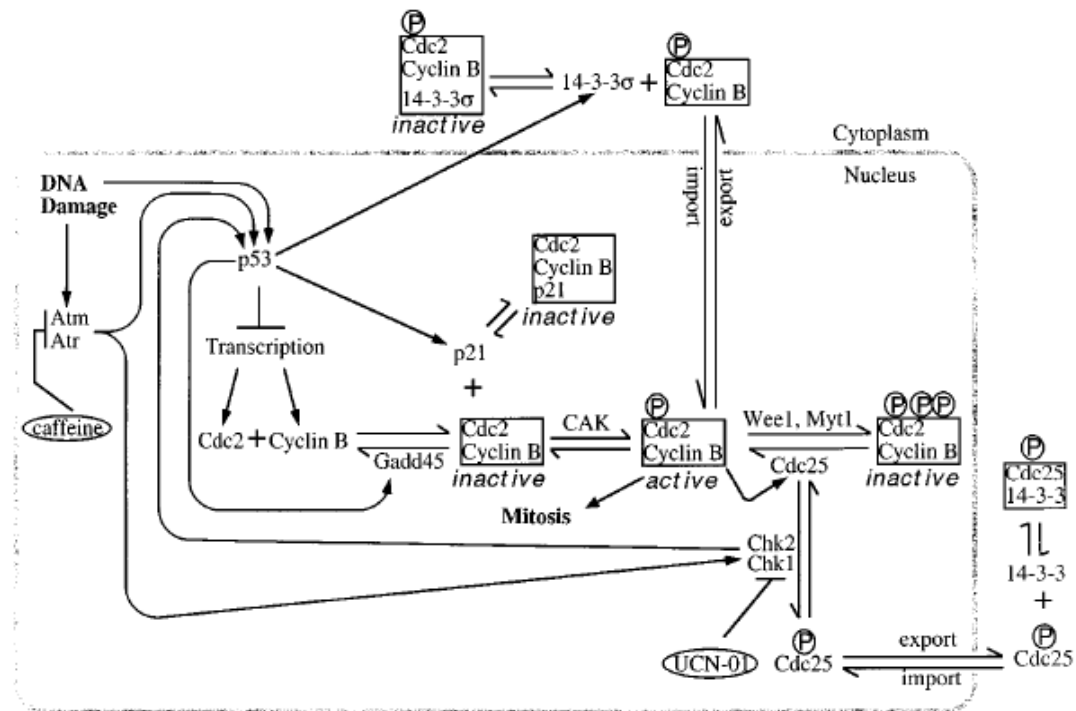 P
Cdc2
Cyclin B
14-3-3σ
inactive
14-3-3σ +
P
Cdc2
Cyclin B
Cytoplasm
Nucleus
import
export
DNA
Damage
p53
Atm
Atr
caffeine
Transcription
Cdc2 + Cyclin B
Gadd45
Cdc2
Cyclin B
p21
inactive
p21
+
Cdc2
Cyclin B
inactive
CAK
P
Cdc2
Cyclin B
active
Mitosis
Wee1, Myt1
Cdc25
P P P
Cdc2
Cyclin B
inactive
Chk2
Chk1
UCN-01
P
Cdc25
export
import
P
Cdc25
14-3-3
14-3-3
+
P
Cdc25